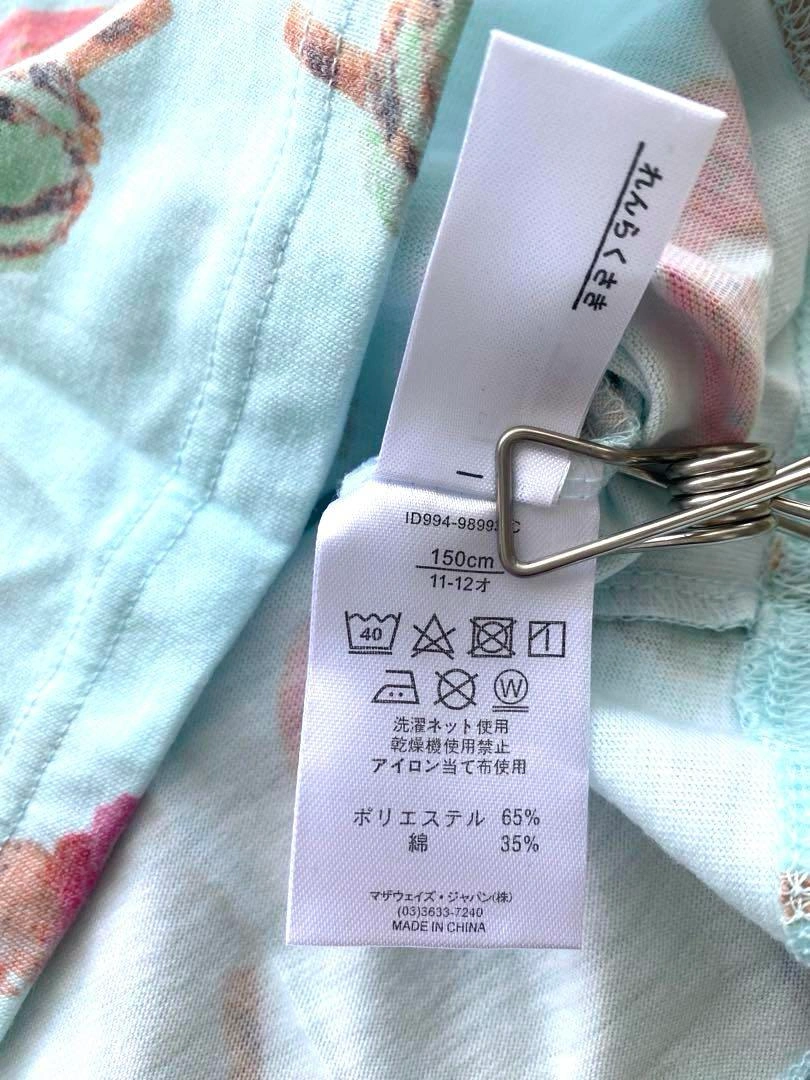 れんらくさき
150cm
11-12才
40
W
洗濯ネット使用
乾燥機使用禁止
アイロン当て布使用
ポリエステル 65%
綿 35%
マザウェイズ・ジャパン(株)
(03)3633-7240
MADE IN CHINA